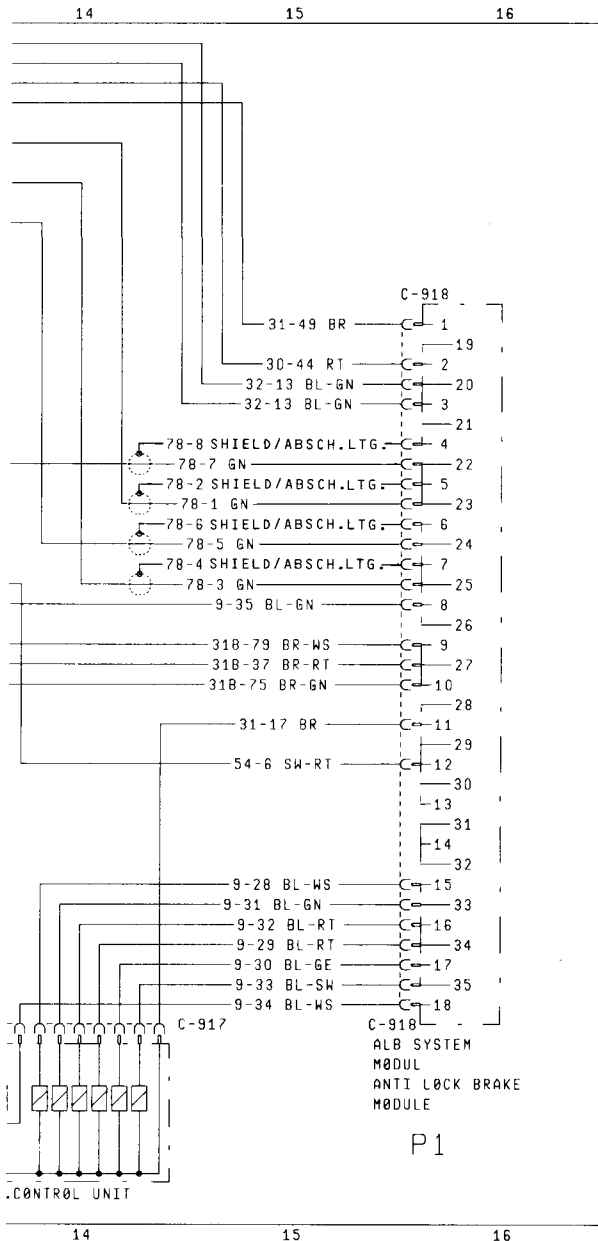 14 15 16
C-918
31-49 BR 1
19
30-44 RT 2
32-13 BL-GN 20
32-13 BL-GN 3
21
78-8 SHIELD/ABSCH.LTG. 4
78-7 GN 22
78-2 SHIELD/ABSCH.LTG. 5
78-1 GN 23
78-6 SHIELD/ABSCH.LTG. 6
78-5 GN 24
78-4 SHIELD/ABSCH.LTG. 7
78-3 GN 25
9-35 BL-GN 8
26
31B-79 BR-WS 9
31B-37 BR-RT 27
31B-75 BR-GN 10
28
31-17 BR 11
29
54-6 SW-RT 12
30
13
31
14
32
9-28 BL-WS 15
9-31 BL-GN 33
9-32 BL-RT 16
9-29 BL-RT 34
9-30 BL-GE 17
9-33 BL-SW 35
9-34 BL-WS 18
C-917 C-918
ALB SYSTEM
MODUL
ANTI LOCK BRAKE
MODULE
P1
.CONTROL UNIT
14 15 16